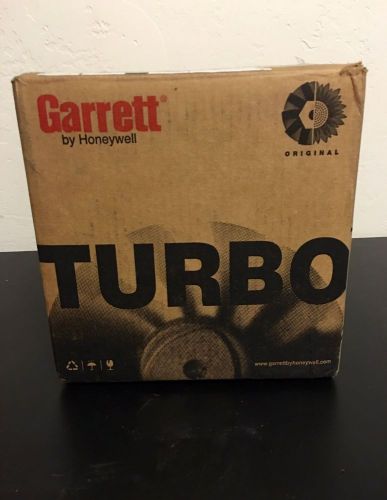 Garrett®
by Honeywell
ORIGINAL
TURBO
www.garrettbyhoneywell.com